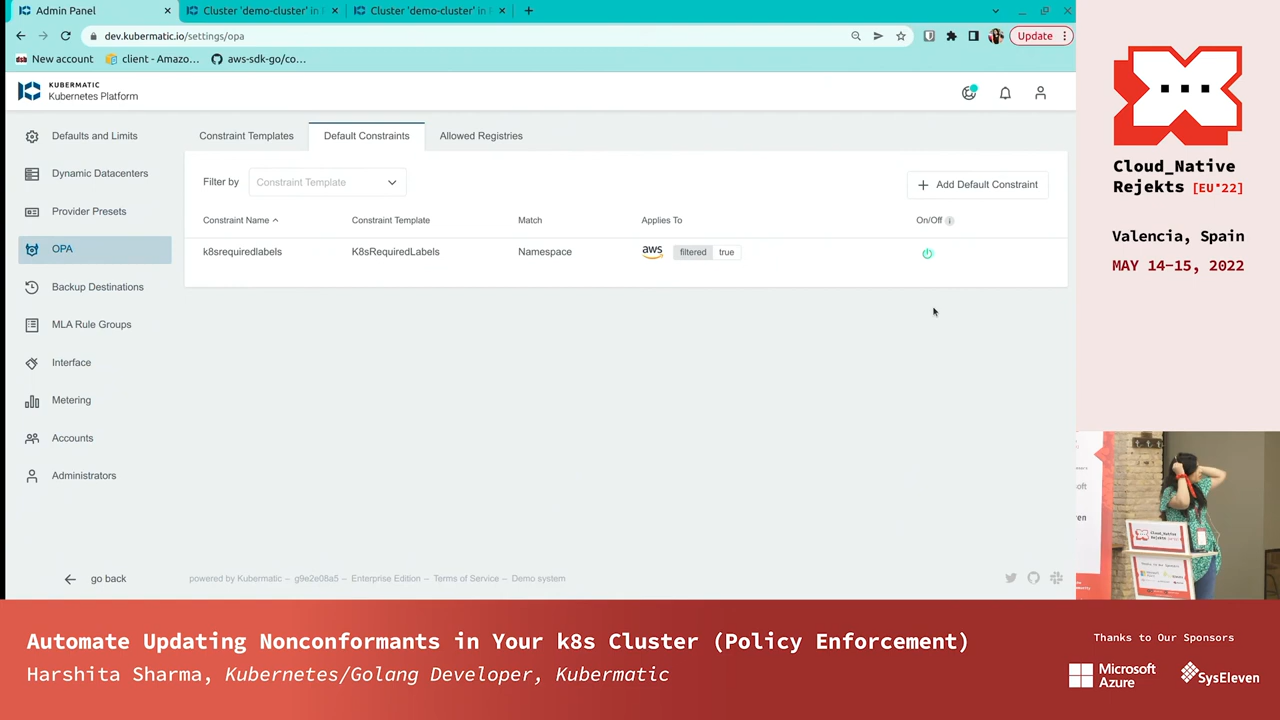 Admin Panel
Cluster 'demo-cluster' in
Cluster 'demo-cluster' in
dev.kubermatic.io/settings/opa
Update
New account
client - Amazo...
aws-sdk-go/co...
KUBERMATIC
Kubernetes Platform
Defaults and Limits
Dynamic Datacenters
Provider Presets
OPA
Backup Destinations
MLA Rule Groups
Interface
Metering
Accounts
Administrators
go back
Constraint Templates
Default Constraints
Allowed Registries
Filter by
Constraint Template
Add Default Constraint
Constraint Name Constraint Template Match Applies To On/Off
k8srequiredlabels K8sRequiredLabels Namespace aws filtered true
powered by Kubermatic – g9e2e08a5 – Enterprise Edition – Terms of Service – Demo system
Cloud_Native
Rejekts [EU*22]
Valencia, Spain
MAY 14-15, 2022
Automate Updating Nonconformants in Your k8s Cluster (Policy Enforcement)
Harshita Sharma, Kubernetes/Golang Developer, Kubermatic
Thanks to Our Sponsors
Microsoft
Azure
SysEleven